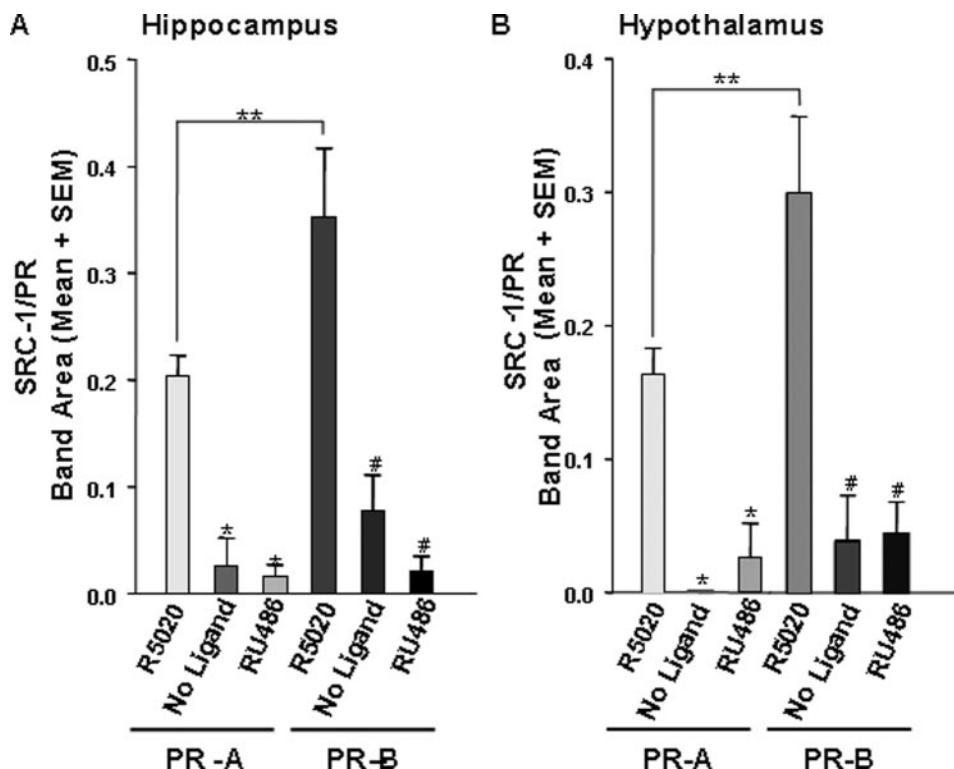 A Hippocampus
SRC-1/PR
Band Area (Mean + SEM)
0.5
0.4
0.3
0.2
0.1
0.0
**
*
*
#
#
R5020
No Ligand
RU486
R5020
No Ligand
RU486
PR-A
PR-B
B Hypothalamus
SRC-1/PR
Band Area (Mean + SEM)
0.4
0.3
0.2
0.1
0.0
**
*
*
#
#
R5020
No Ligand
RU486
R5020
No Ligand
RU486
PR-A
PR-B